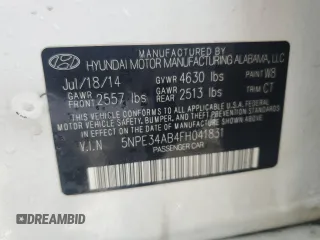 MANUFACTURED BY
HYUNDAI MOTOR MANUFACTURING ALABAMA, LLC
Jul/18/14 GVWR 4630 lbs PAINT W8
GAWR FRONT 2557 lbs GAWR REAR 2513 lbs TRIM CT
THIS VEHICLE CONFORMS TO ALL APPLICABLE U.S.A. FEDERAL
MOTOR VEHICLE SAFETY, BUMPER, AND THEFT PREVENTION STANDARDS
IN EFFECT ON THE DATE OF MANUFACTURE SHOWN ABOVE.
V.I.N 5NPE34AB4FH041831
PASSENGER CAR